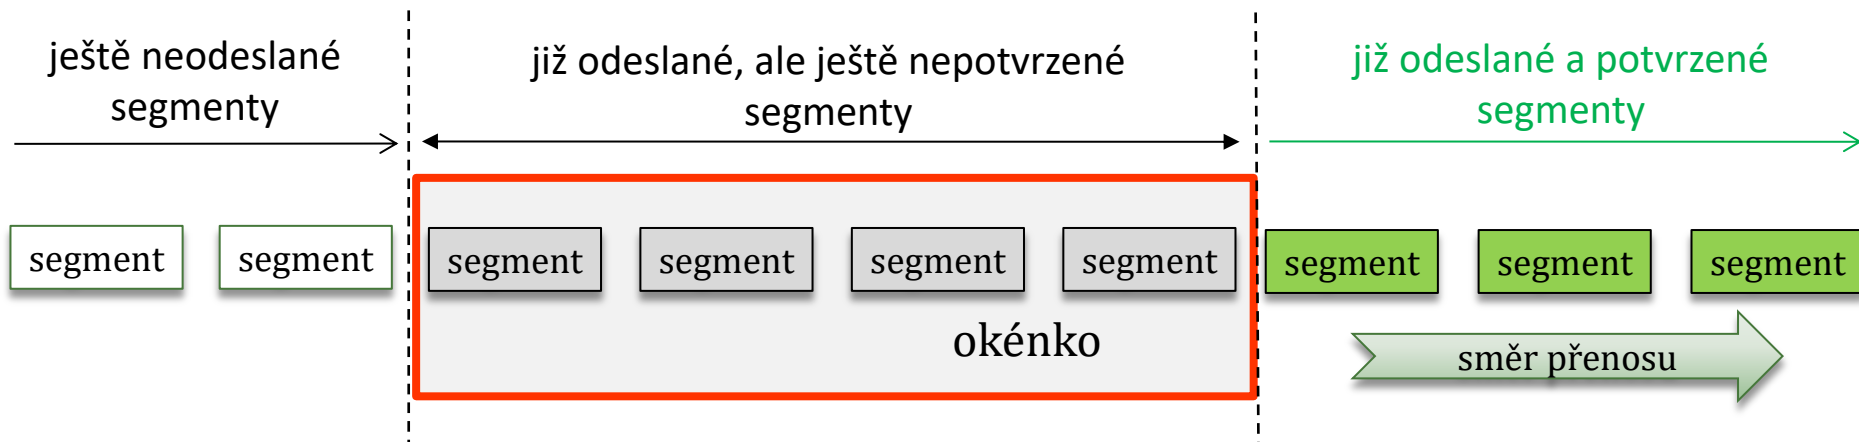 ještě neodeslané
segmenty
již odeslané, ale ještě nepotvrzené
segmenty
již odeslané a potvrzené
segmenty
segment
segment
segment
segment
segment
segment
segment
segment
segment
okénko
směr přenosu